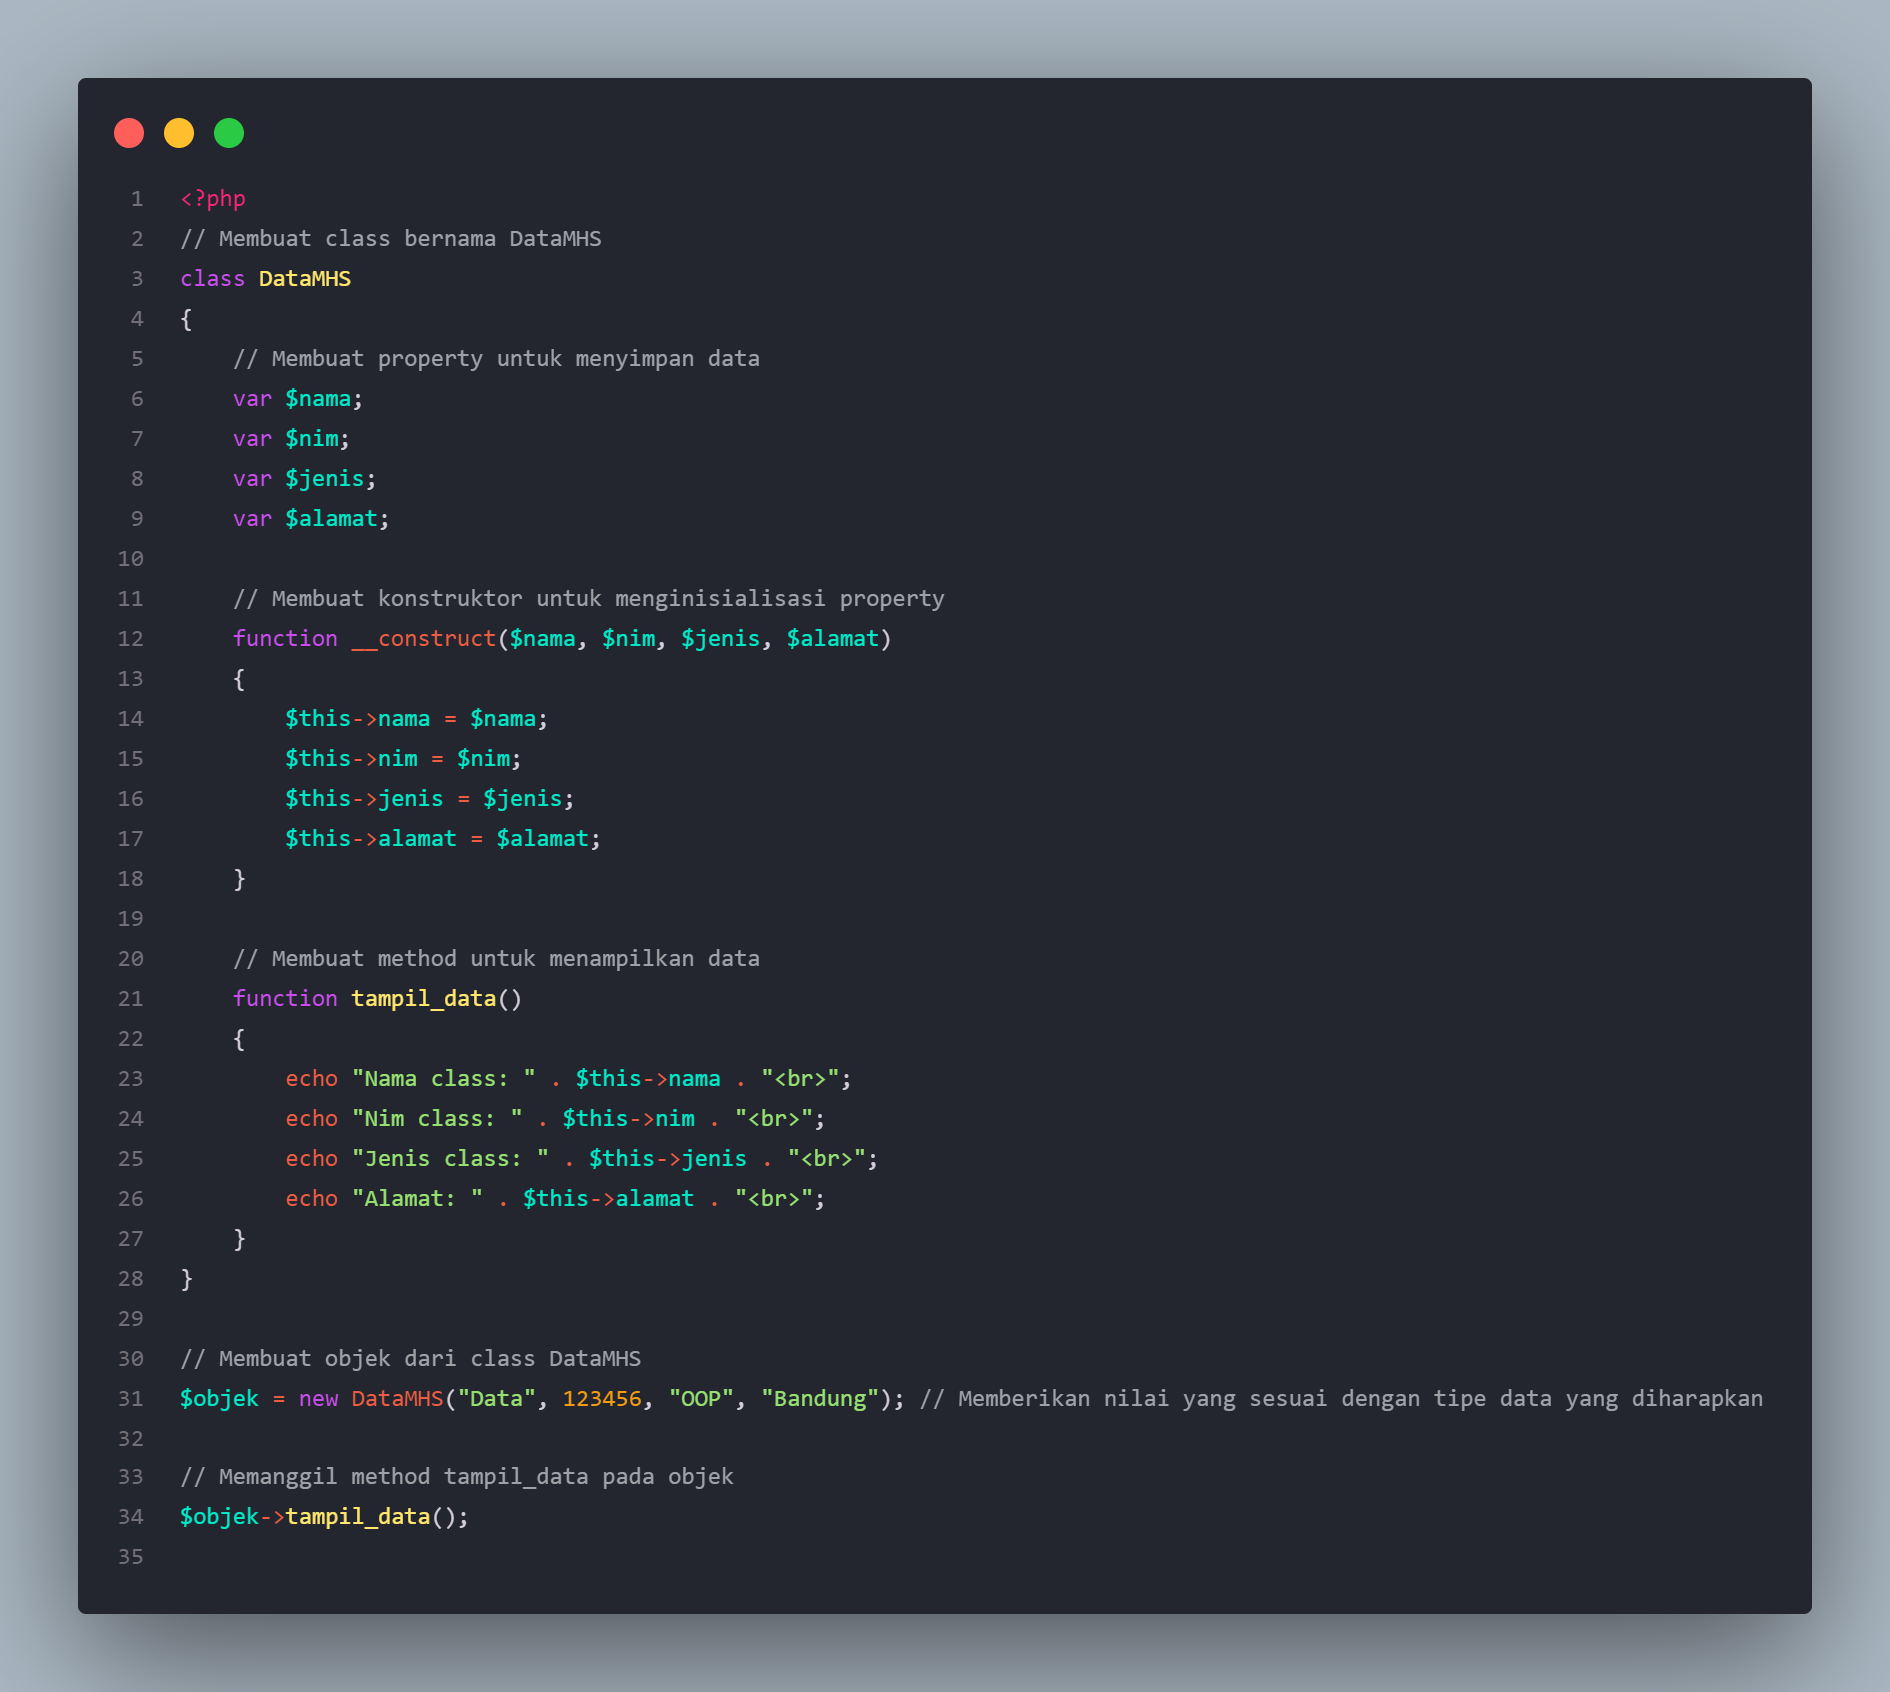 1 <?php
2 // Membuat class bernama DataMHS
3 class DataMHS
4 {
5     // Membuat property untuk menyimpan data
6     var $nama;
7     var $nim;
8     var $jenis;
9     var $alamat;
10
11     // Membuat konstruktor untuk menginisialisasi property
12     function __construct($nama, $nim, $jenis, $alamat)
13     {
14         $this->nama = $nama;
15         $this->nim = $nim;
16         $this->jenis = $jenis;
17         $this->alamat = $alamat;
18     }
19
20     // Membuat method untuk menampilkan data
21     function tampil_data()
22     {
23         echo "Nama class: " . $this->nama . "<br>";
24         echo "Nim class: " . $this->nim . "<br>";
25         echo "Jenis class: " . $this->jenis . "<br>";
26         echo "Alamat: " . $this->alamat . "<br>";
27     }
28 }
29
30 // Membuat objek dari class DataMHS
31 $objek = new DataMHS("Data", 123456, "OOP", "Bandung"); // Memberikan nilai yang sesuai dengan tipe data yang diharapkan
32
33 // Memanggil method tampil_data pada objek
34 $objek->tampil_data();
35